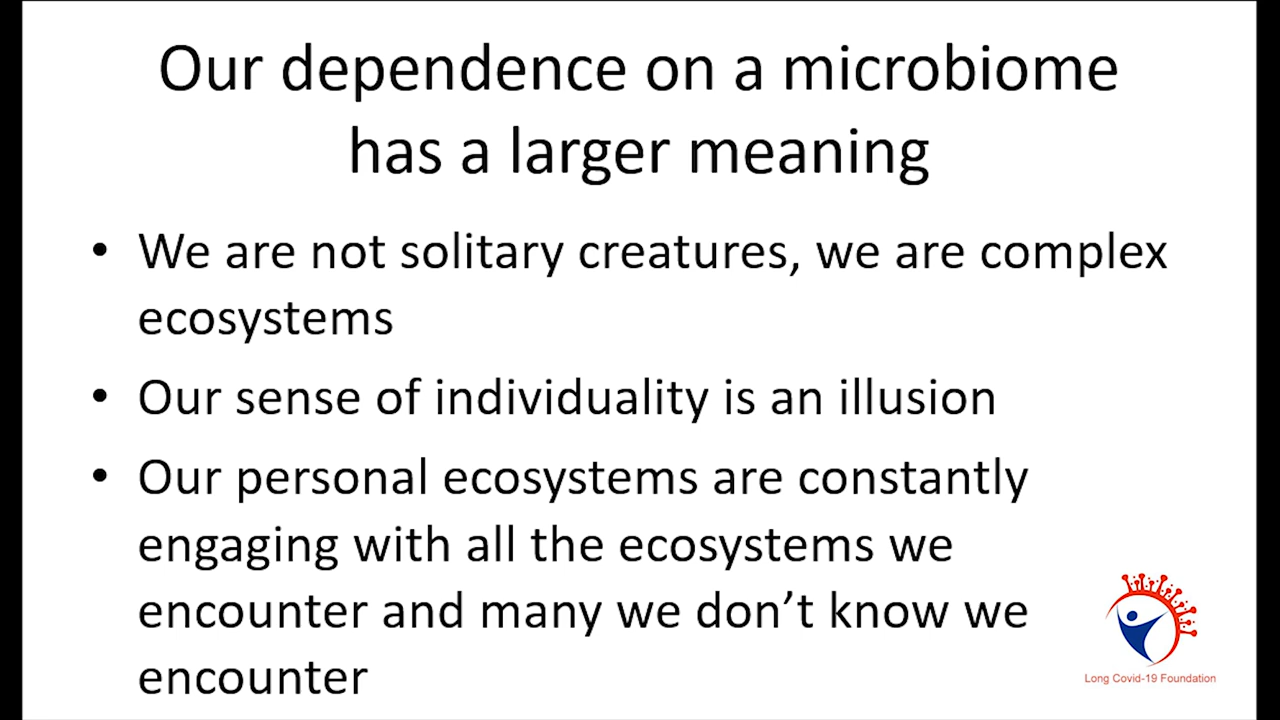 Our dependence on a microbiome
has a larger meaning
• We are not solitary creatures, we are complex
ecosystems
• Our sense of individuality is an illusion
• Our personal ecosystems are constantly
engaging with all the ecosystems we
encounter and many we don’t know we
encounter
Long Covid-19 Foundation